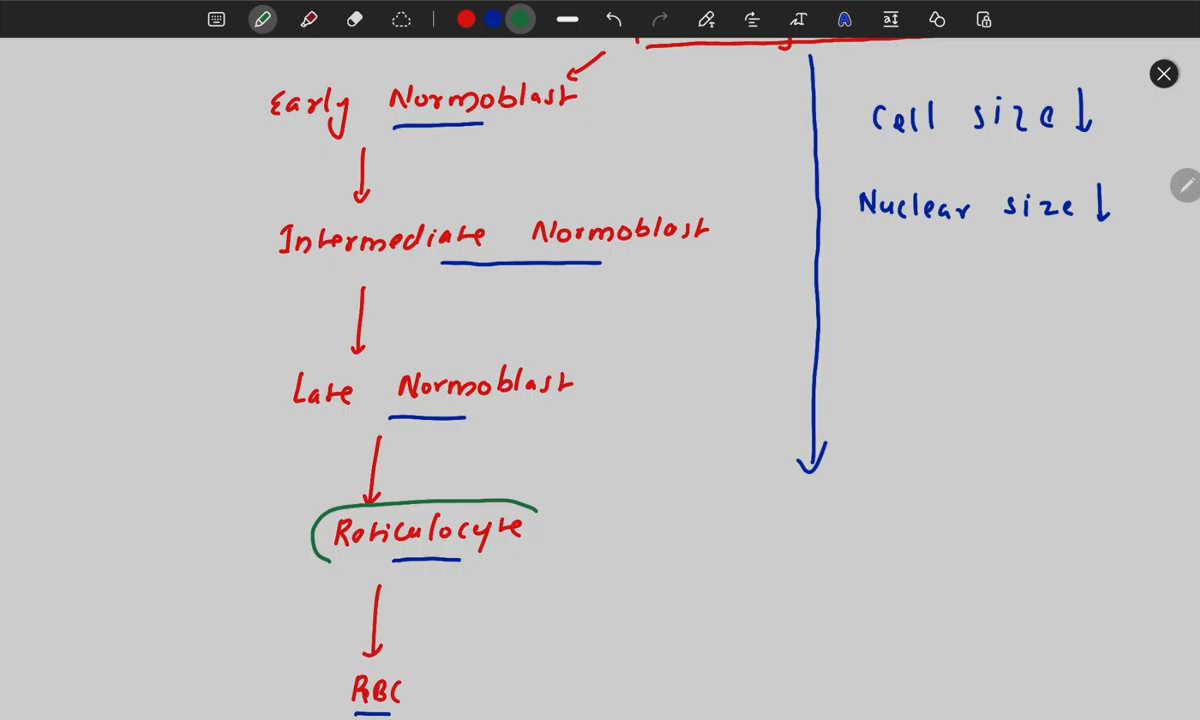 Early Normoblast
Cell size ↓
Nuclear size ↓
Intermediate Normoblast
Late Normoblast
Reticulocyte
RBC